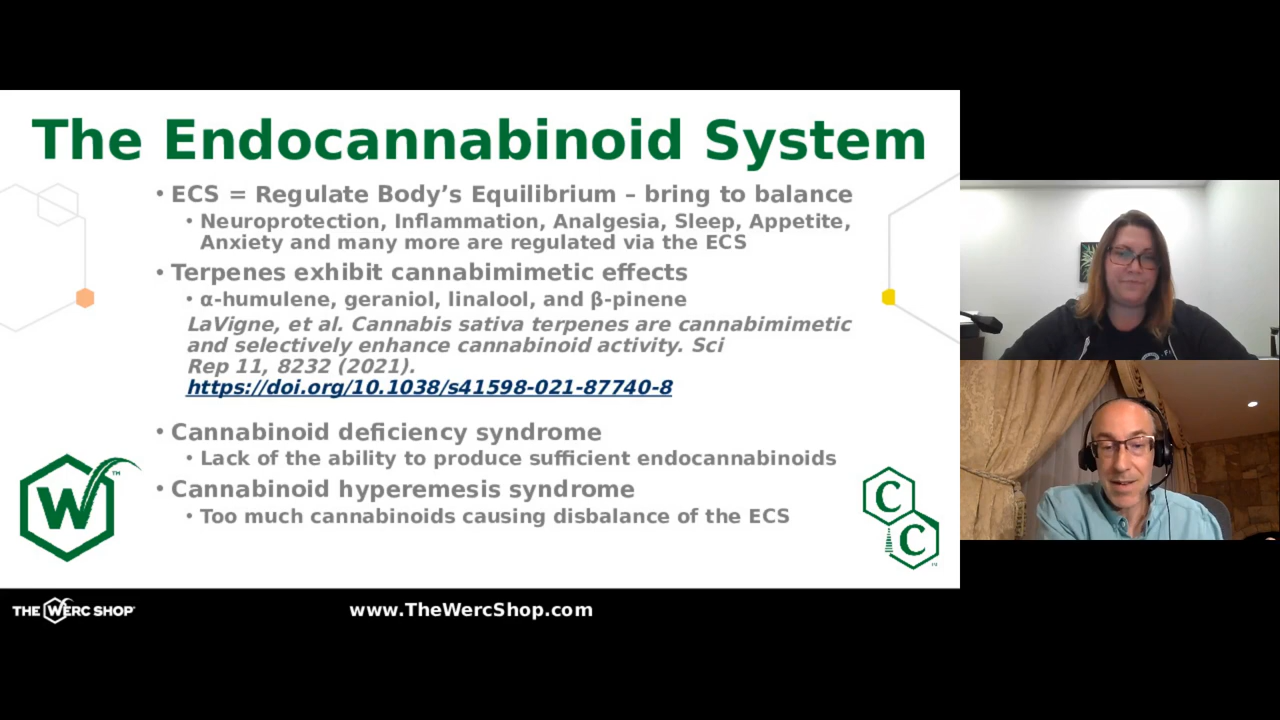 The Endocannabinoid System
• ECS = Regulate Body’s Equilibrium – bring to balance
• Neuroprotection, Inflammation, Analgesia, Sleep, Appetite,
Anxiety and many more are regulated via the ECS
• Terpenes exhibit cannabimimetic effects
• α-humulene, geraniol, linalool, and β-pinene
LaVigne, et al. Cannabis sativa terpenes are cannabimimetic
and selectively enhance cannabinoid activity. Sci
Rep 11, 8232 (2021).
https://doi.org/10.1038/s41598-021-87740-8
• Cannabinoid deficiency syndrome
• Lack of the ability to produce sufficient endocannabinoids
• Cannabinoid hyperemesis syndrome
• Too much cannabinoids causing disbalance of the ECS
W ™
C
C
THE WERC SHOP
www.TheWercShop.com